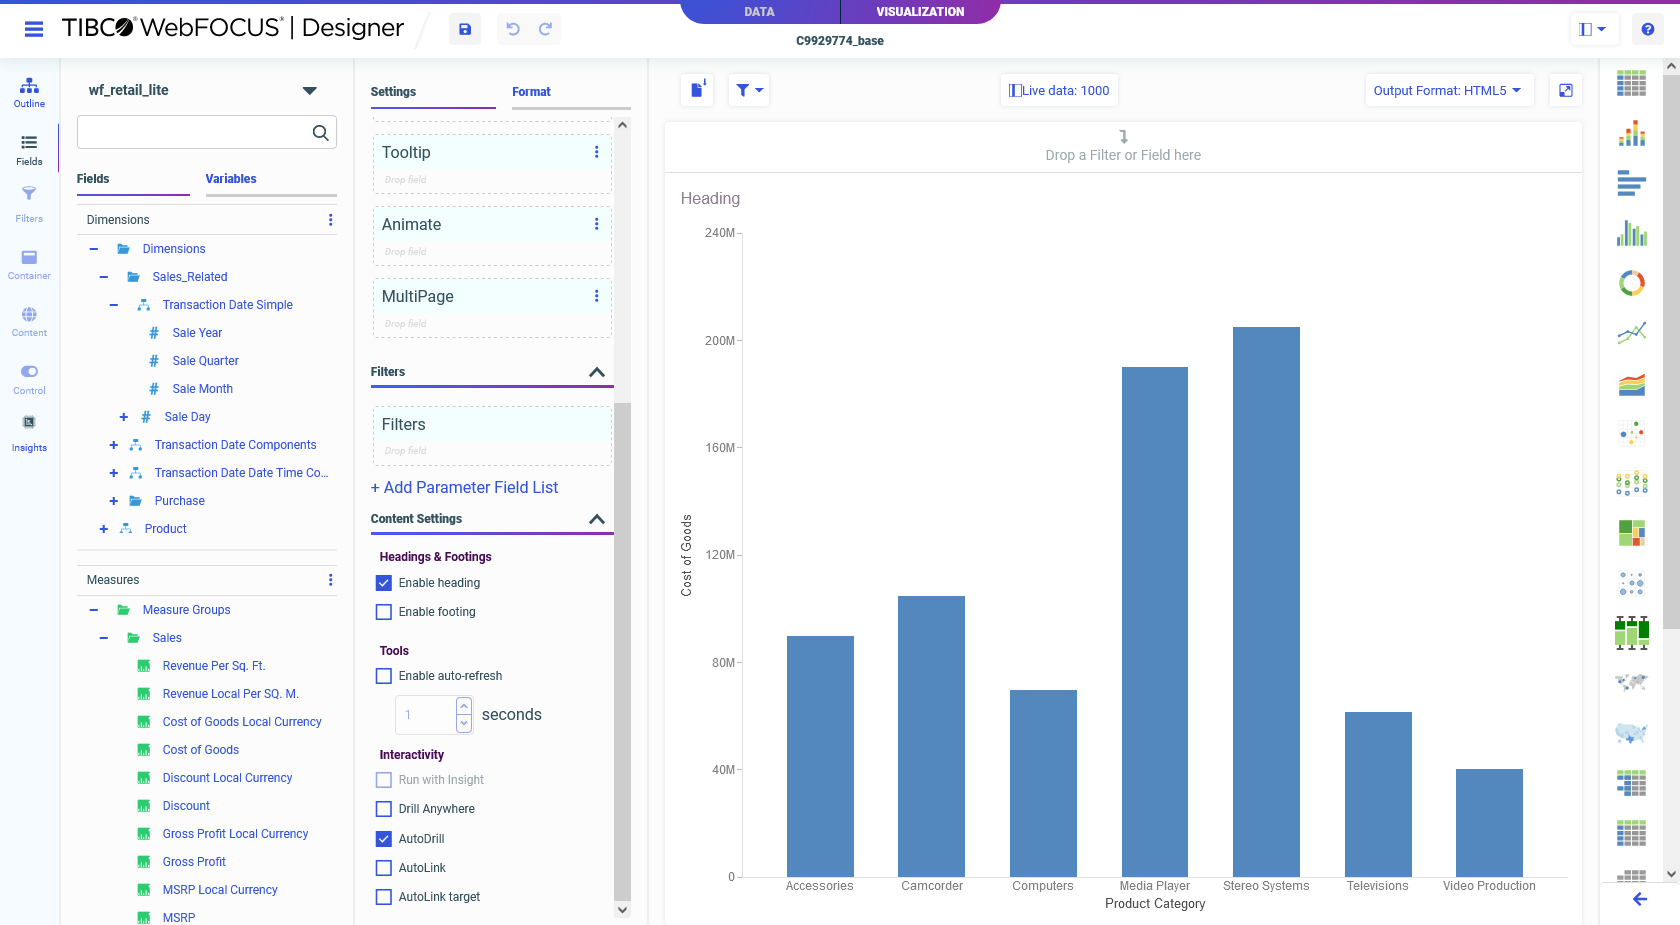 TIBCO WebFOCUS® | Designer
DATA
VISUALIZATION
C9929774_base
Outline
Fields
Filters
Container
Content
Control
Insights
wf_retail_lite
Fields
Variables
Dimensions
Dimensions
Sales_Related
Transaction Date Simple
Sale Year
Sale Quarter
Sale Month
Sale Day
Transaction Date Components
Transaction Date Date Time Co...
Purchase
Product
Measures
Measure Groups
Sales
Revenue Per Sq. Ft.
Revenue Local Per SQ. M.
Cost of Goods Local Currency
Cost of Goods
Discount Local Currency
Discount
Gross Profit Local Currency
Gross Profit
MSRP Local Currency
MSRP
Settings
Format
Tooltip
Drop field
Animate
Drop field
MultiPage
Drop field
Filters
Filters
Drop field
+ Add Parameter Field List
Content Settings
Headings & Footings
Enable heading
Enable footing
Tools
Enable auto-refresh
1
seconds
Interactivity
Run with Insight
Drill Anywhere
AutoDrill
AutoLink
AutoLink target
Live data: 1000
Output Format: HTML5
Drop a Filter or Field here
Heading
240M
200M
160M
120M
80M
40M
0
Cost of Goods
Accessories
Camcorder
Computers
Media Player
Stereo Systems
Televisions
Video Production
Product Category